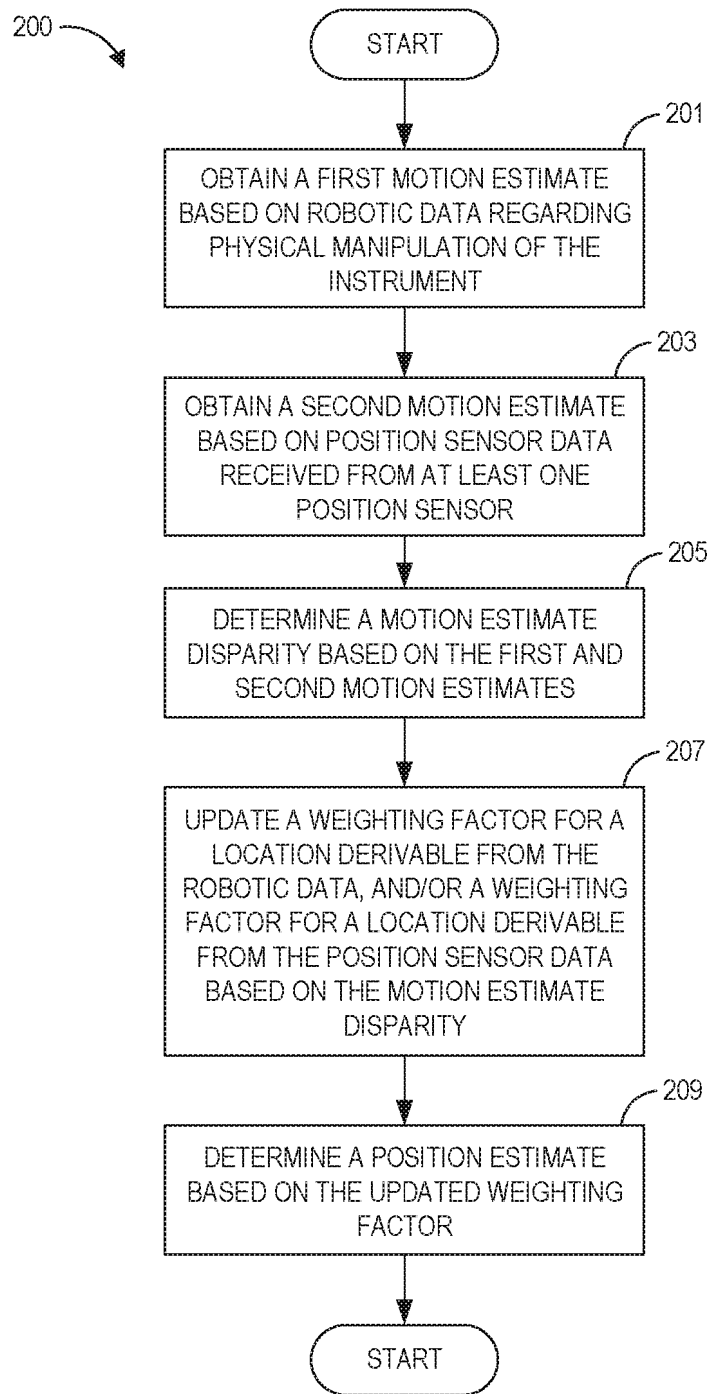 200
START
201
OBTAIN A FIRST MOTION ESTIMATE
BASED ON ROBOTIC DATA REGARDING
PHYSICAL MANIPULATION OF THE
INSTRUMENT
203
OBTAIN A SECOND MOTION ESTIMATE
BASED ON POSITION SENSOR DATA
RECEIVED FROM AT LEAST ONE
POSITION SENSOR
205
DETERMINE A MOTION ESTIMATE
DISPARITY BASED ON THE FIRST AND
SECOND MOTION ESTIMATES
207
UPDATE A WEIGHTING FACTOR FOR A
LOCATION DERIVABLE FROM THE
ROBOTIC DATA, AND/OR A WEIGHTING
FACTOR FOR A LOCATION DERIVABLE
FROM THE POSITION SENSOR DATA
BASED ON THE MOTION ESTIMATE
DISPARITY
209
DETERMINE A POSITION ESTIMATE
BASED ON THE UPDATED WEIGHTING
FACTOR
START